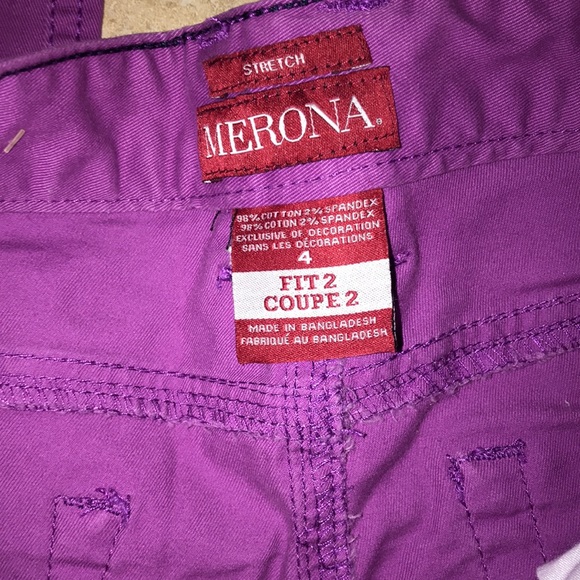 STRETCH
MERONA®
98% COTTON 2% SPANDEX
98% COTON 2% SPANDEX
EXCLUSIVE OF DECORATION
SANS LES DÉCORATIONS
4
FIT 2
COUPE 2
MADE IN BANGLADESH
FABRIQUÉ AU BANGLADESH